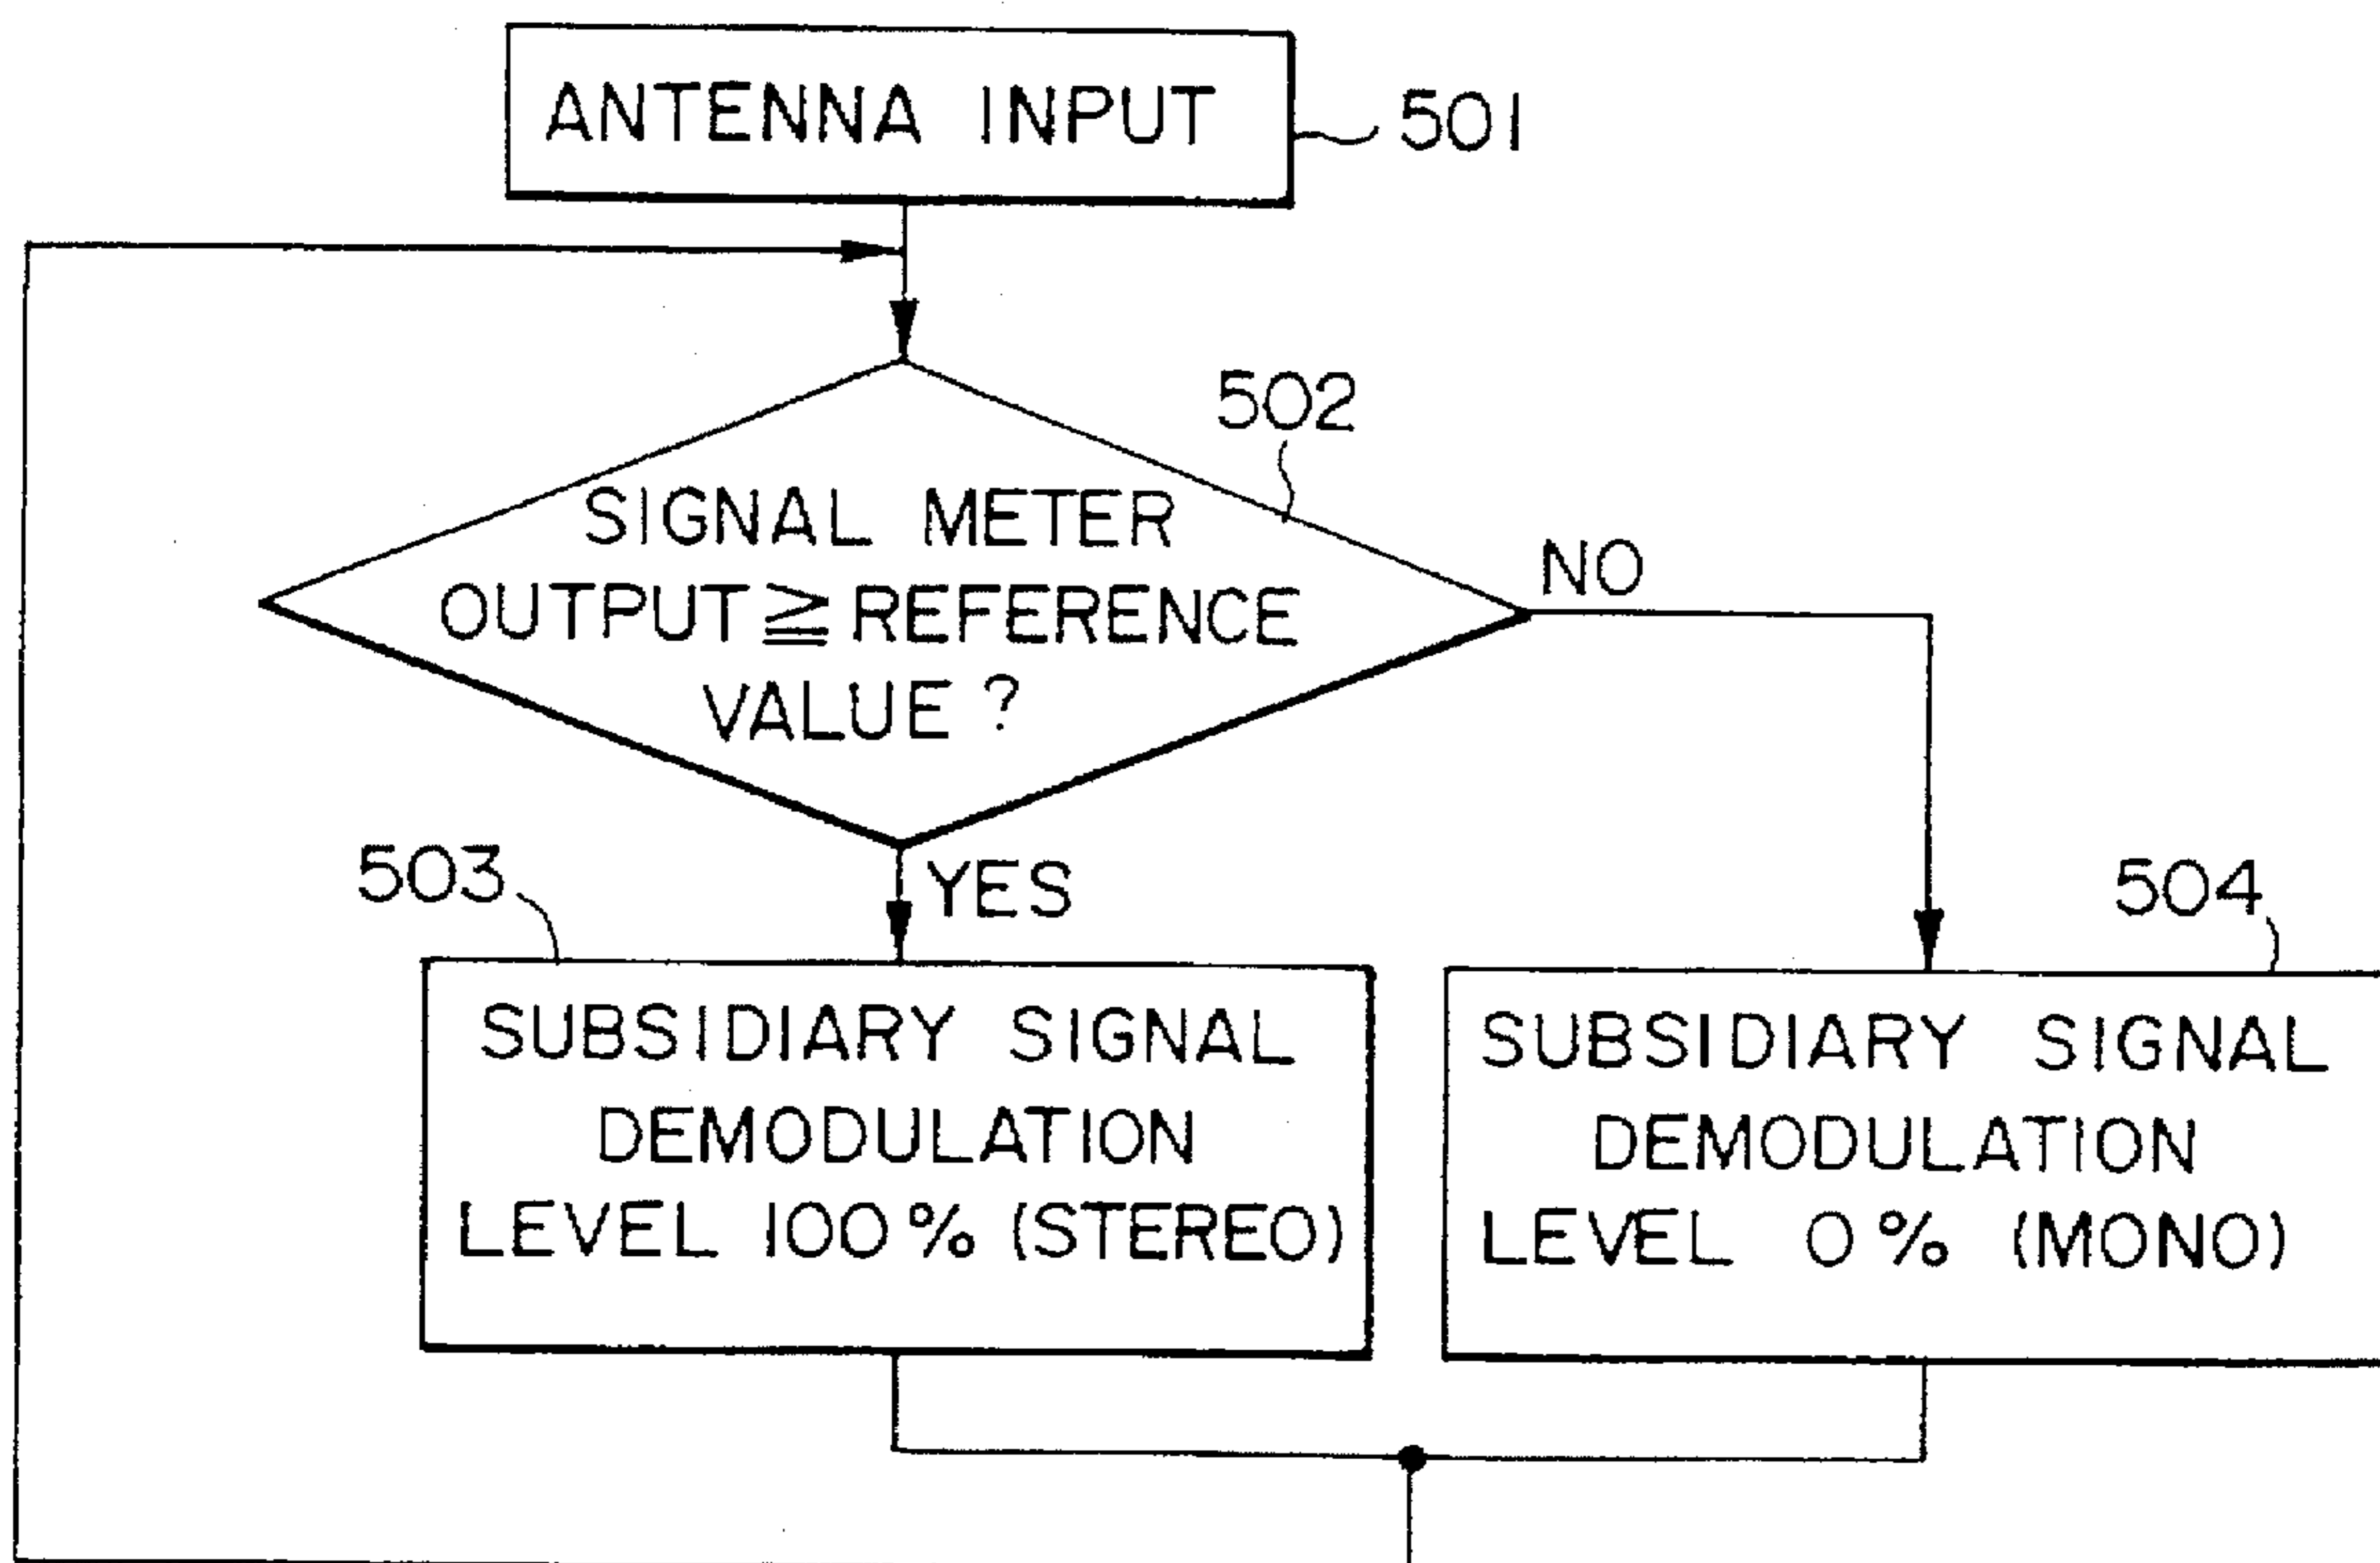 ANTENNA INPUT
501
502
SIGNAL METER
OUTPUT ≧ REFERENCE
VALUE ?
NO
YES
503
504
SUBSIDIARY SIGNAL
DEMODULATION
LEVEL 100% (STEREO)
SUBSIDIARY SIGNAL
DEMODULATION
LEVEL 0% (MONO)